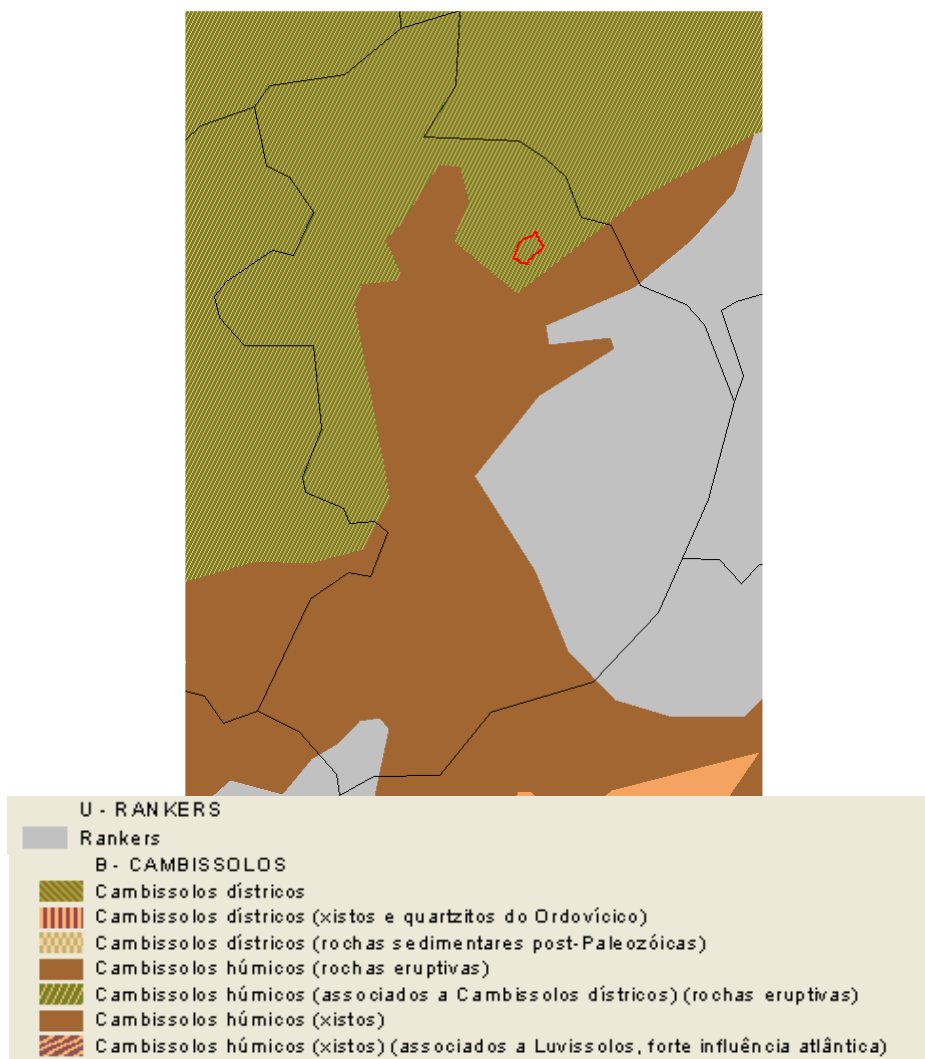 U - RANKERS
Rankers
B - CAMBISSOLOS
Cambissolos dístricos
Cambissolos dístricos (xistos e quartzitos do Ordovícico)
Cambissolos dístricos (rochas sedimentares post-Paleozóicas)
Cambissolos húmicos (rochas eruptivas)
Cambissolos húmicos (associados a Cambissolos dístricos) (rochas eruptivas)
Cambissolos húmicos (xistos)
Cambissolos húmicos (xistos) (associados a Luvissolos, forte influência atlântica)